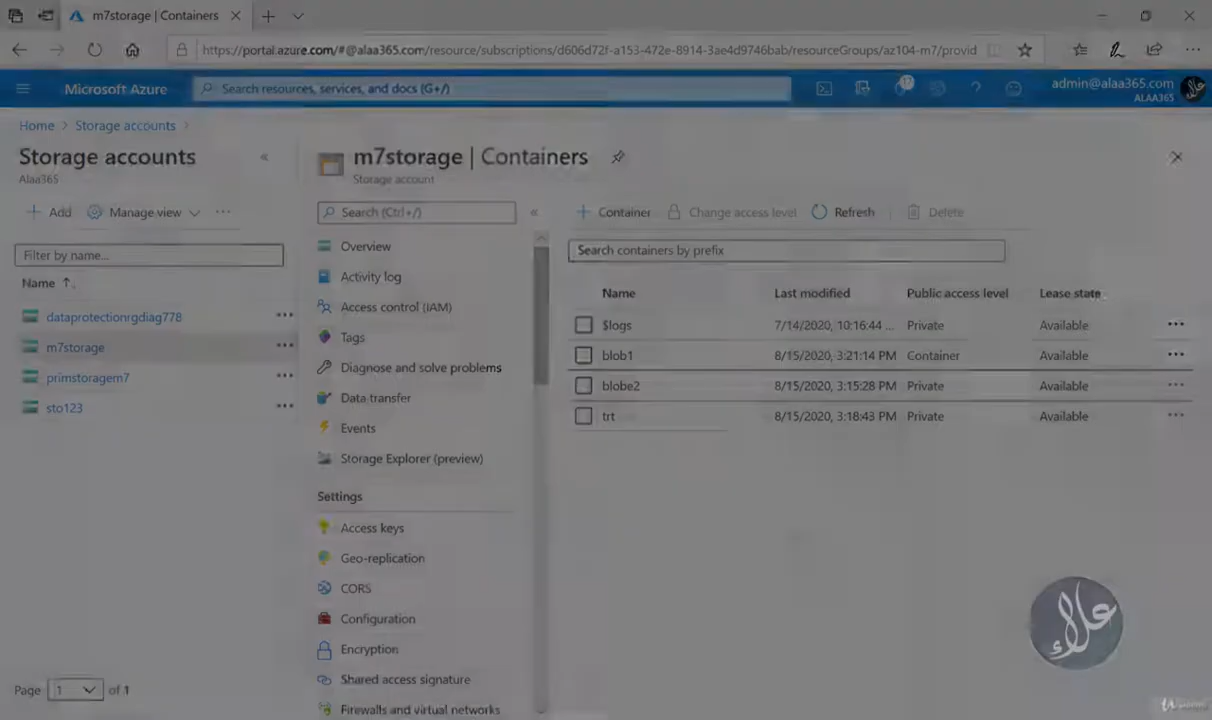 m7storage | Containers
https://portal.azure.com/#@alaa365.com/resource/subscriptions/d606d72f-a153-472e-8914-3ae4d9746bab/resourceGroups/az104-m7/provid
Microsoft Azure
Search resources, services, and docs (G+/)
admin@alaa365.com
ALAA365
Home > Storage accounts >
Storage accounts
Alaa365
+ Add
Manage view
...
Filter by name...
Name ↑
dataprotectionrgdiag778
m7storage
primstoragem7
sto123
Page 1 of 1
m7storage | Containers
Storage account
Search (Ctrl+/)
Overview
Activity log
Access control (IAM)
Tags
Diagnose and solve problems
Data transfer
Events
Storage Explorer (preview)
Settings
Access keys
Geo-replication
CORS
Configuration
Encryption
Shared access signature
Firewalls and virtual networks
+ Container
Change access level
Refresh
Delete
Search containers by prefix
Name Last modified Public access level Lease state
$logs 7/14/2020, 10:16:44 ... Private Available
blob1 8/15/2020, 3:21:14 PM Container Available
blobe2 8/15/2020, 3:15:28 PM Private Available
trt 8/15/2020, 3:18:43 PM Private Available
علاء